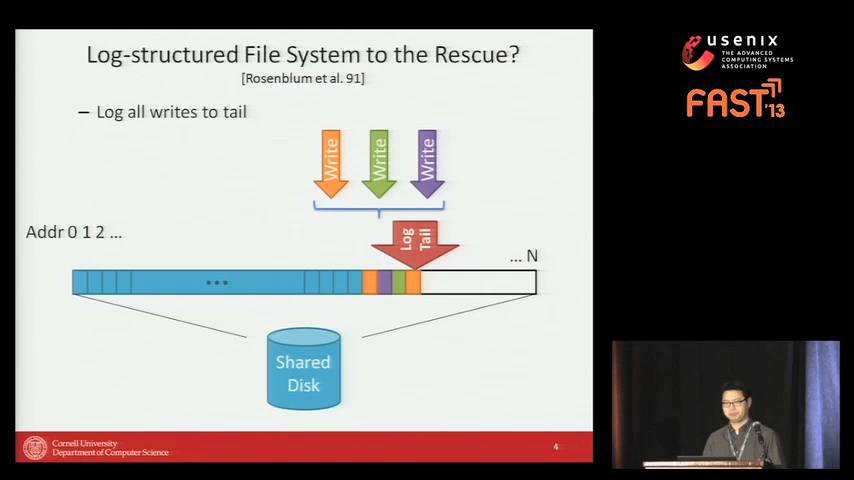 Log-structured File System to the Rescue?
[Rosenblum et al. 91]
– Log all writes to tail
Write
Write
Write
Log
Tail
Addr 0 1 2 ...
... N
...
Shared
Disk
Cornell University
Department of Computer Science
4
usenix
THE ADVANCED
COMPUTING SYSTEMS
ASSOCIATION
FAST '13